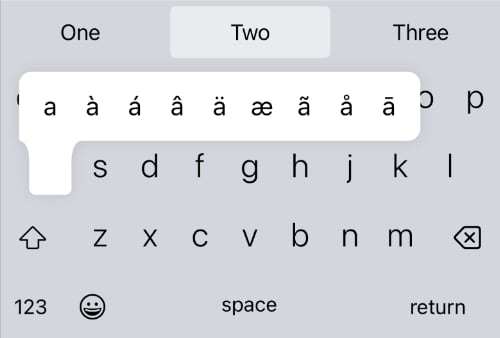 One Two Three
o p
a à á â ä æ ã å ā
s d f g h j k l
z x c v b n m
123 space return